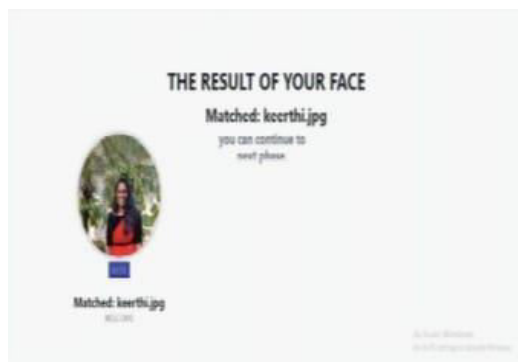 THE RESULT OF YOUR FACE
Matched: keerthi.jpg
you can continue to
next phase
Matched: keerthi.jpg